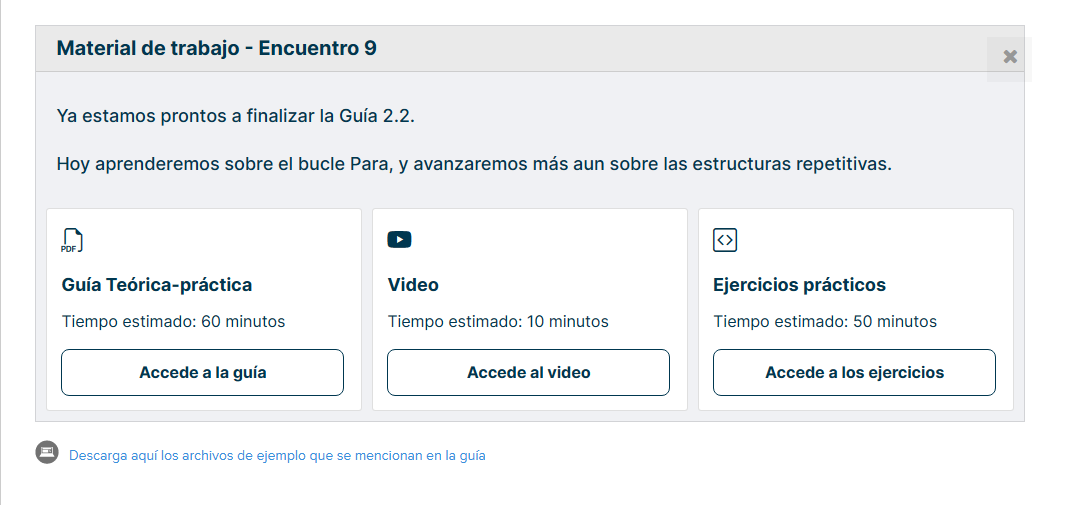 Material de trabajo - Encuentro 9
Ya estamos prontos a finalizar la Guía 2.2.
Hoy aprenderemos sobre el bucle Para, y avanzaremos más aun sobre las estructuras repetitivas.
PDF
Guía Teórica-práctica
Tiempo estimado: 60 minutos
Accede a la guía
Video
Tiempo estimado: 10 minutos
Accede al video
Ejercicios prácticos
Tiempo estimado: 50 minutos
Accede a los ejercicios
Descarga aquí los archivos de ejemplo que se mencionan en la guía